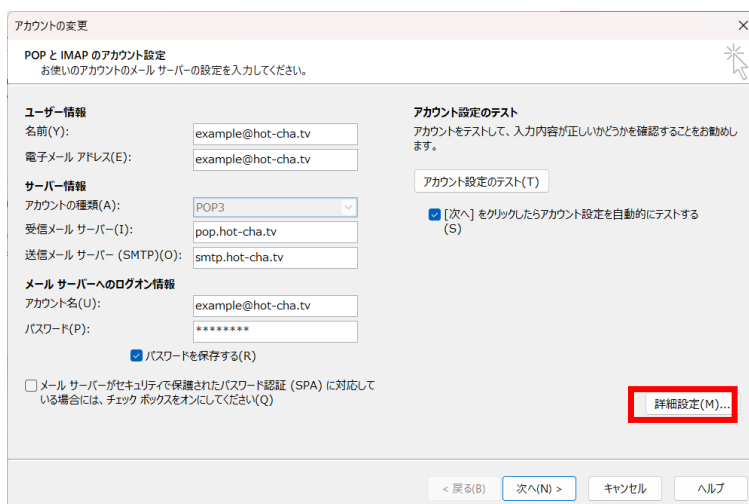 アカウントの変更
POP と IMAP のアカウント設定
お使いのアカウントのメール サーバーの設定を入力してください。
ユーザー情報
名前(Y):
example@hot-cha.tv
電子メール アドレス(E):
example@hot-cha.tv
サーバー情報
アカウントの種類(A):
POP3
受信メール サーバー(I):
pop.hot-cha.tv
送信メール サーバー (SMTP)(O):
smtp.hot-cha.tv
メール サーバーへのログオン情報
アカウント名(U):
example@hot-cha.tv
パスワード(P):
********
パスワードを保存する(R)
メール サーバーがセキュリティで保護されたパスワード認証 (SPA) に対応して
いる場合には、チェック ボックスをオンにしてください(Q)
アカウント設定のテスト
アカウントをテストして、入力内容が正しいかどうかを確認することをお勧めし
ます。
アカウント設定のテスト(T)
[次へ] をクリックしたらアカウント設定を自動的にテストする
(S)
詳細設定(M)...
< 戻る(B)
次へ(N) >
キャンセル
ヘルプ